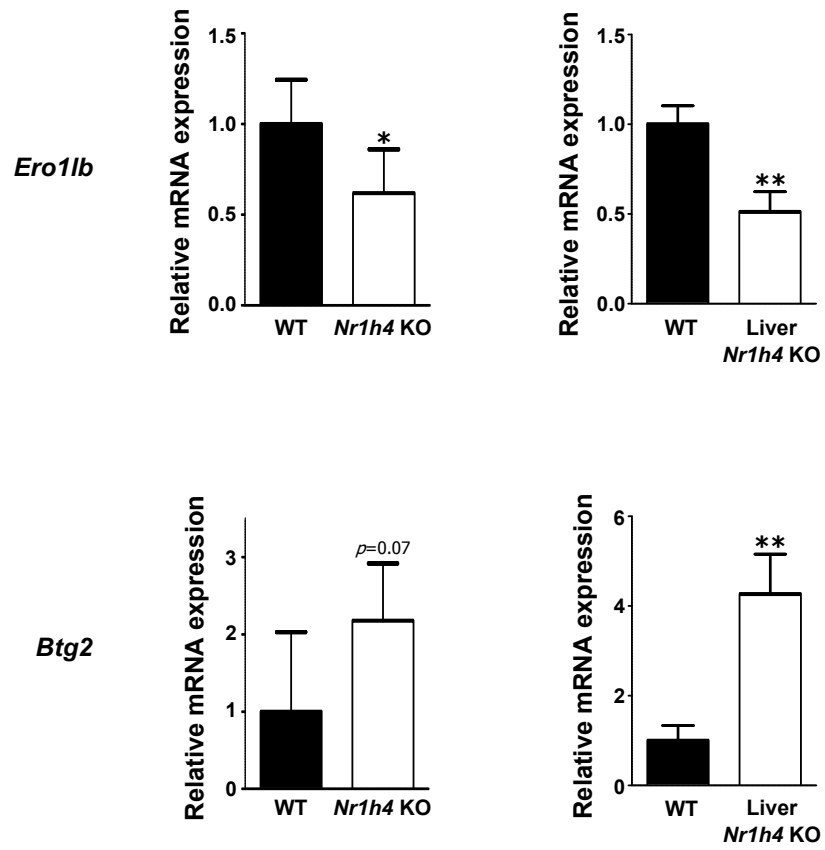 Ero1lb
Relative mRNA expression
1.5
1.0
0.5
0.0
*
WT
Nr1h4 KO
Relative mRNA expression
1.5
1.0
0.5
0.0
**
WT
Liver
Nr1h4 KO
Btg2
Relative mRNA expression
3
2
1
0
p=0.07
WT
Nr1h4 KO
Relative mRNA expression
6
4
2
0
**
WT
Liver
Nr1h4 KO